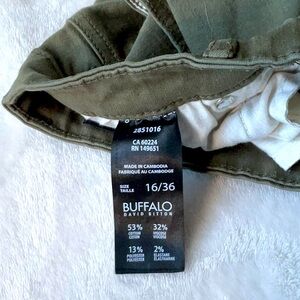 2851016
CA 60224
RN 149651
MADE IN CAMBODIA
FABRIQUÉ AU CAMBODGE
SIZE
TAILLE
16/36
BUFFALO
DAVID BITTON
53% COTTON COTON
32% VISCOSE VISCOSE
13% POLYESTER POLYESTER
2% ELASTANE ÉLASTHANNE